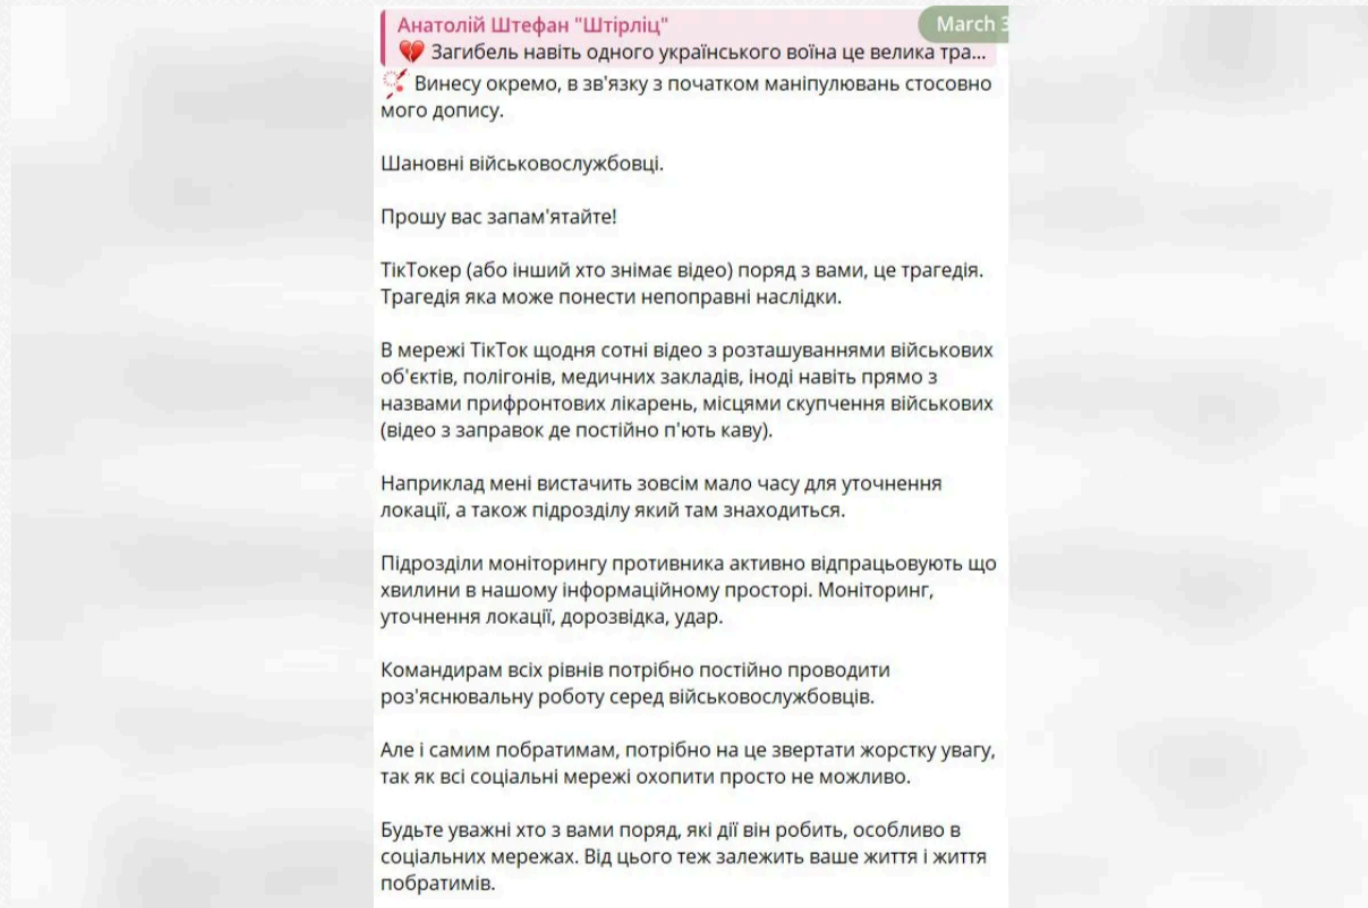 Анатолій Штефан "Штірліц"
March 3
Загибель навіть одного українського воїна це велика тра...
Винесу окремо, в зв'язку з початком маніпулювань стосовно
мого допису.
Шановні військовослужбовці.
Прошу вас запам'ятайте!
ТікТокер (або інший хто знімає відео) поряд з вами, це трагедія.
Трагедія яка може понести непоправні наслідки.
В мережі ТікТок щодня сотні відео з розташуваннями військових
об'єктів, полігонів, медичних закладів, іноді навіть прямо з
назвами прифронтових лікарень, місцями скупчення військових
(відео з заправок де постійно п'ють каву).
Наприклад мені вистачить зовсім мало часу для уточнення
локації, а також підрозділу який там знаходиться.
Підрозділи моніторингу противника активно відпрацьовують що
хвилини в нашому інформаційному просторі. Моніторинг,
уточнення локації, дорозвідка, удар.
Командирам всіх рівнів потрібно постійно проводити
роз'яснювальну роботу серед військовослужбовців.
Але і самим побратимам, потрібно на це звертати жорстку увагу,
так як всі соціальні мережі охопити просто не можливо.
Будьте уважні хто з вами поряд, які дії він робить, особливо в
соціальних мережах. Від цього теж залежить ваше життя і життя
побратимів.